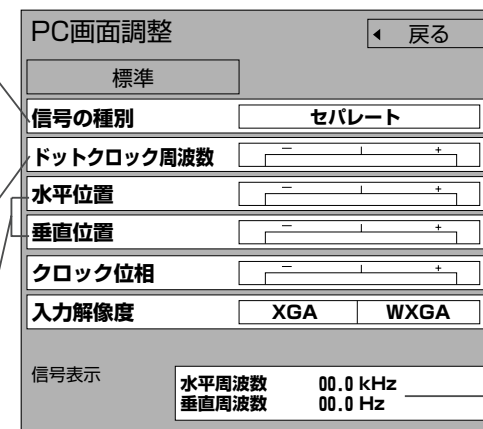 PC画面調整
◀ 戻る
標準
信号の種別 セパレート
ドットクロック周波数 − +
水平位置 − +
垂直位置 − +
クロック位相 − +
入力解像度 XGA WXGA
信号表示
水平周波数 00.0 kHz
垂直周波数 00.0 Hz